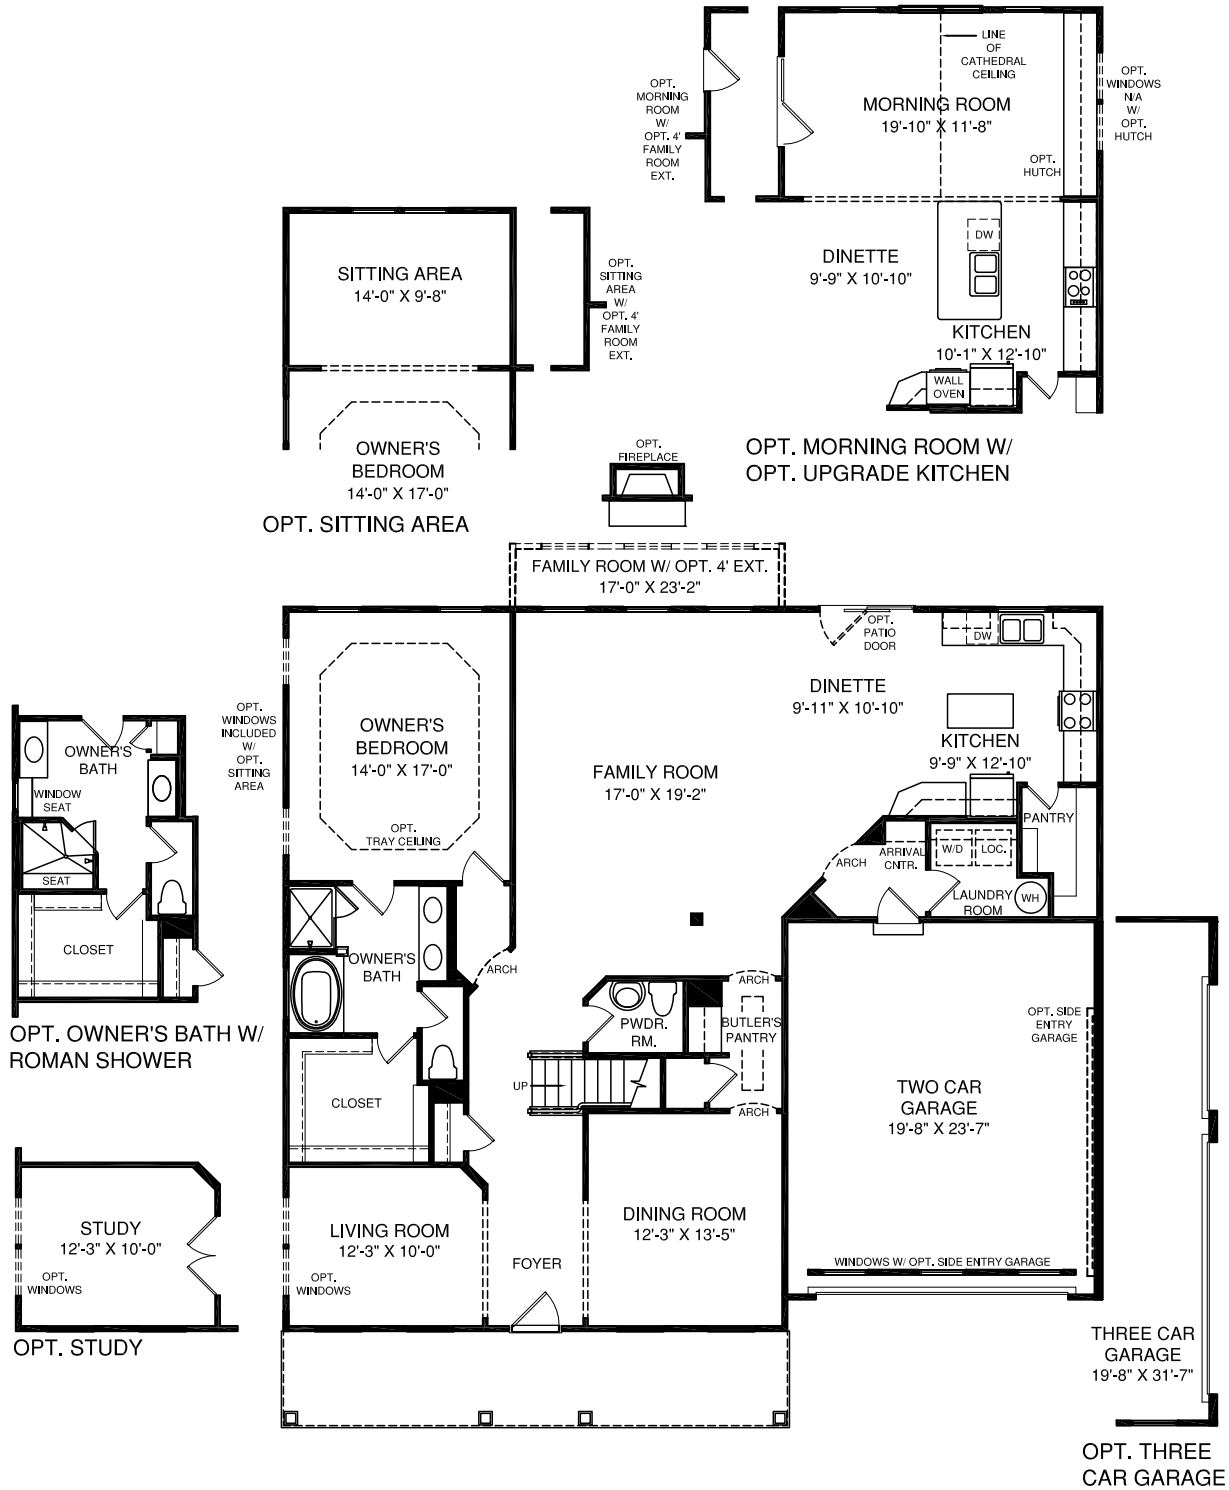 LINE
OF
CATHEDRAL
CEILING
OPT.
WINDOWS
N/A
W/
OPT.
HUTCH
OPT.
MORNING
ROOM
W/
OPT. 4'
FAMILY
ROOM
EXT.
MORNING ROOM
19'-10" X 11'-8"
OPT.
HUTCH
DW
DINETTE
9'-9" X 10'-10"
KITCHEN
10'-1" X 12'-10"
WALL
OVEN
OPT. MORNING ROOM W/
OPT. UPGRADE KITCHEN
SITTING AREA
14'-0" X 9'-8"
OPT.
SITTING
AREA
W/
OPT. 4'
FAMILY
ROOM
EXT.
OWNER'S
BEDROOM
14'-0" X 17'-0"
OPT. SITTING AREA
OPT.
FIREPLACE
FAMILY ROOM W/ OPT. 4' EXT.
17'-0" X 23'-2"
OPT.
PATIO
DOOR
DW
DINETTE
9'-11" X 10'-10"
KITCHEN
9'-9" X 12'-10"
OPT.
WINDOWS
INCLUDED
W/
OPT.
SITTING
AREA
OWNER'S
BEDROOM
14'-0" X 17'-0"
OPT.
TRAY CEILING
FAMILY ROOM
17'-0" X 19'-2"
PANTRY
ARCH
ARRIVAL
CNTR.
W/D
LOC.
LAUNDRY
ROOM
WH
OWNER'S
BATH
WINDOW
SEAT
SEAT
CLOSET
OPT. OWNER'S BATH W/
ROMAN SHOWER
OWNER'S
BATH
ARCH
CLOSET
PWDR.
RM.
ARCH
BUTLER'S
PANTRY
ARCH
UP
OPT. SIDE
ENTRY
GARAGE
TWO CAR
GARAGE
19'-8" X 23'-7"
WINDOWS W/ OPT. SIDE ENTRY GARAGE
STUDY
12'-3" X 10'-0"
OPT.
WINDOWS
OPT. STUDY
LIVING ROOM
12'-3" X 10'-0"
OPT.
WINDOWS
FOYER
DINING ROOM
12'-3" X 13'-5"
THREE CAR
GARAGE
19'-8" X 31'-7"
OPT. THREE
CAR GARAGE